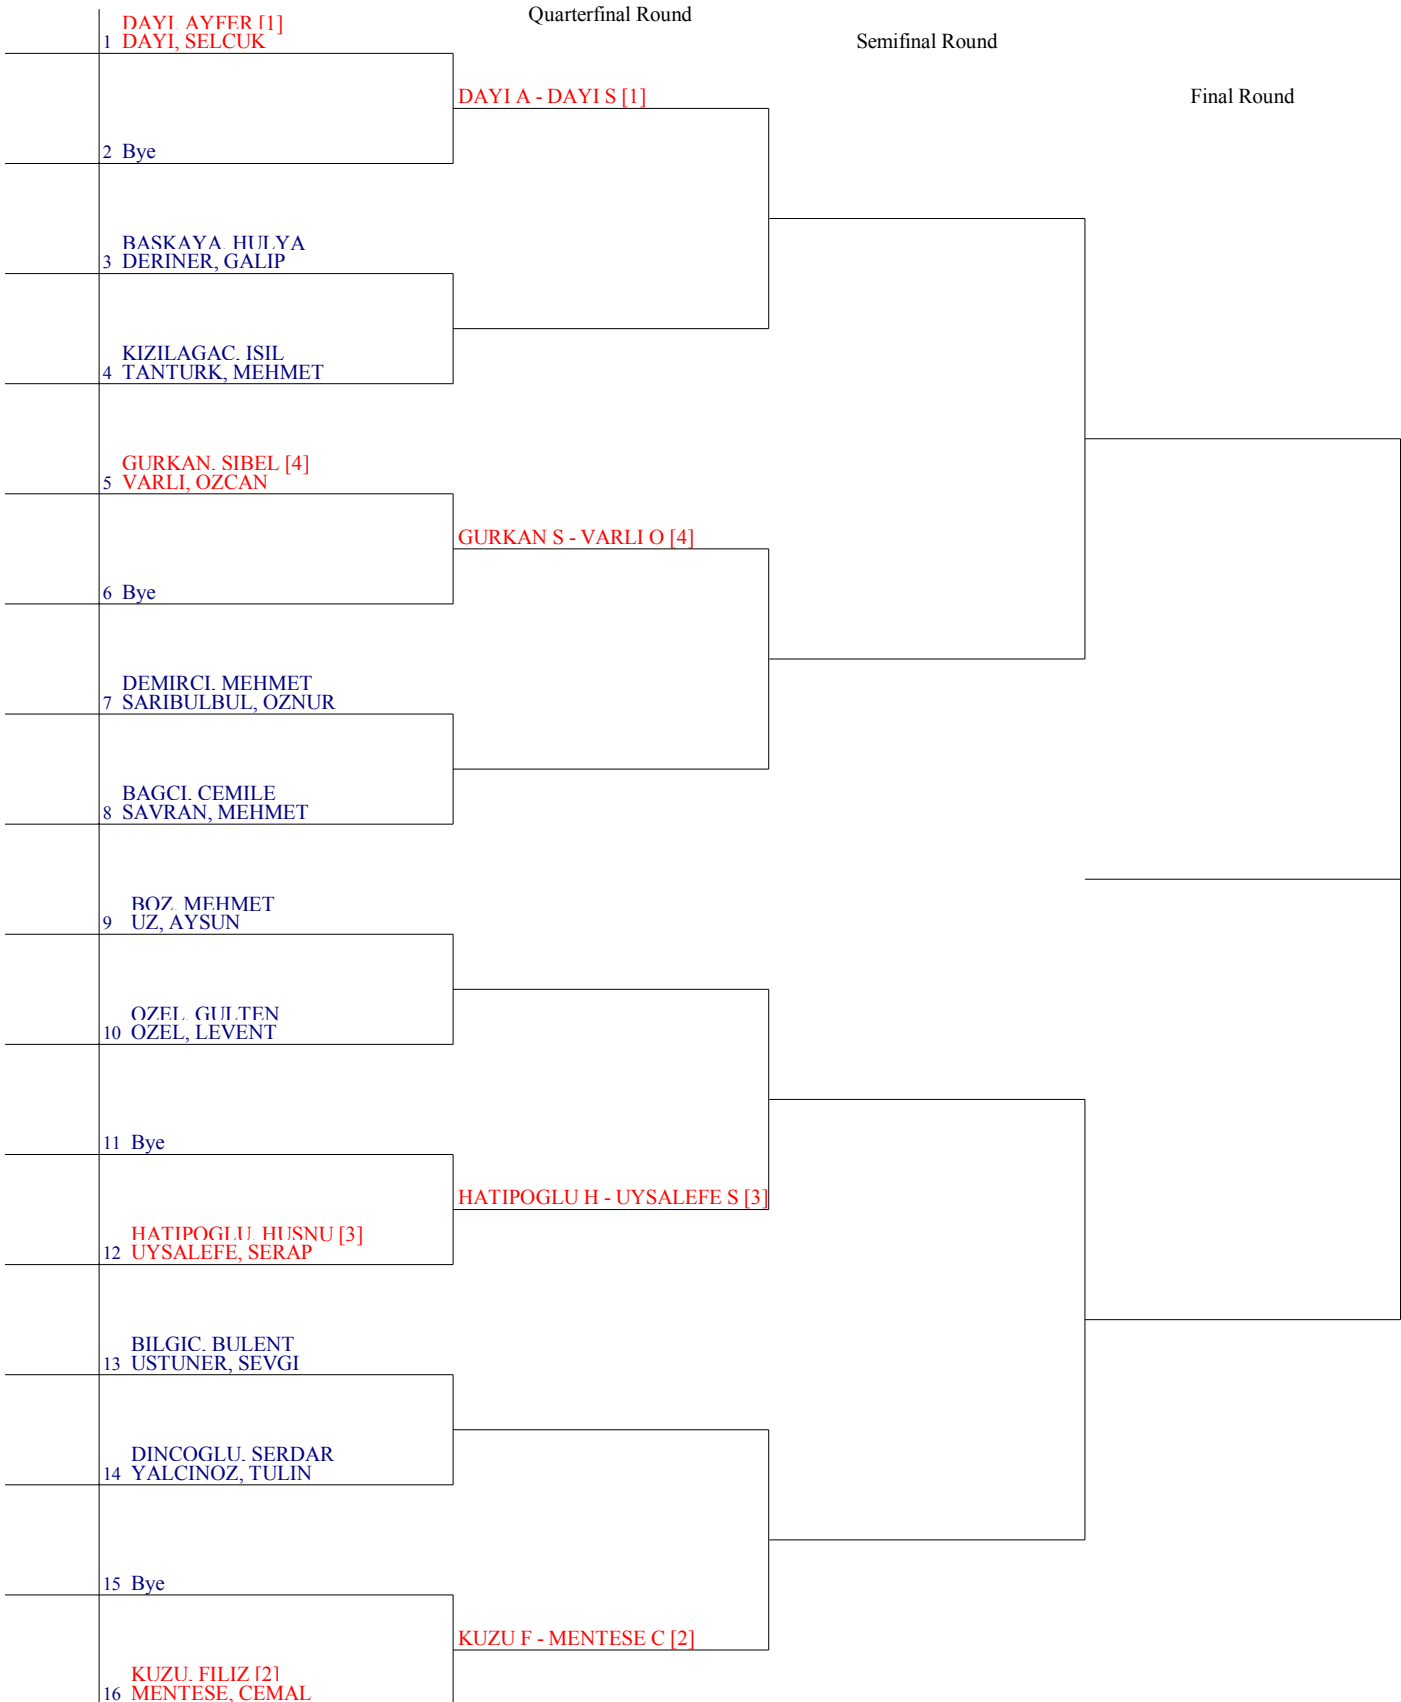 Quarterfinal Round
Semifinal Round
Final Round
DAYI, AYFER [1]
1 DAYI, SELCUK
DAYI A - DAYI S [1]
2 Bye
BASKAYA, HULYA
3 DERINER, GALIP
KIZILAGAC, ISIL
4 TANTURK, MEHMET
GURKAN, SIBEL [4]
5 VARLI, OZCAN
GURKAN S - VARLI O [4]
6 Bye
DEMIRCI, MEHMET
7 SARIBULBUL, OZNUR
BAGCI, CEMILE
8 SAVRAN, MEHMET
BOZ, MEHMET
9 UZ, AYSUN
OZEL, GULTEN
10 OZEL, LEVENT
11 Bye
HATIPOGLU H - UYSALEFE S [3]
HATIPOGLU, HUSNU [3]
12 UYSALEFE, SERAP
BILGIC, BULENT
13 USTUNER, SEVGI
DINCOGLU, SERDAR
14 YALCINOZ, TULIN
15 Bye
KUZU F - MENTESE C [2]
KUZU, FILIZ [2]
16 MENTESE, CEMAL